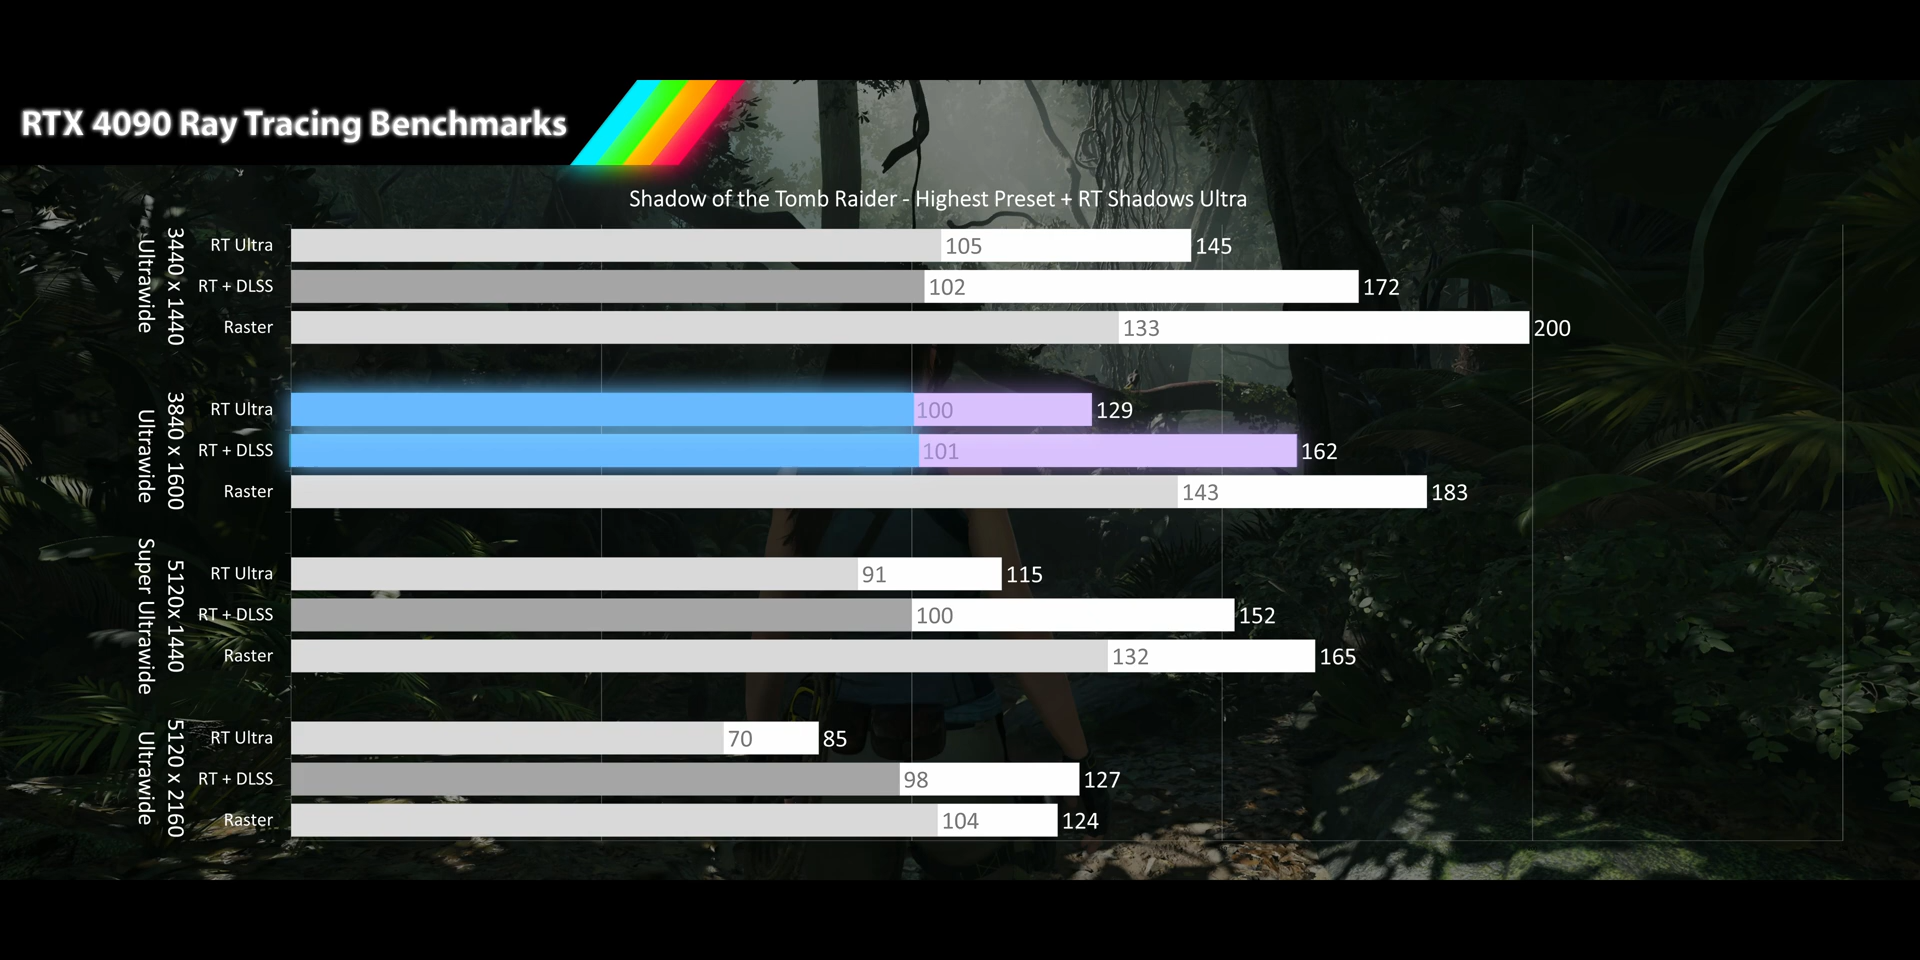 RTX 4090 Ray Tracing Benchmarks
Shadow of the Tomb Raider - Highest Preset + RT Shadows Ultra
3440 x 1440
Ultrawide
RT Ultra 105 145
RT + DLSS 102 172
Raster 133 200
3840 x 1600
Ultrawide
RT Ultra 100 129
RT + DLSS 101 162
Raster 143 183
5120x1440
Super Ultrawide
RT Ultra 91 115
RT + DLSS 100 152
Raster 132 165
5120 x 2160
Ultrawide
RT Ultra 70 85
RT + DLSS 98 127
Raster 104 124